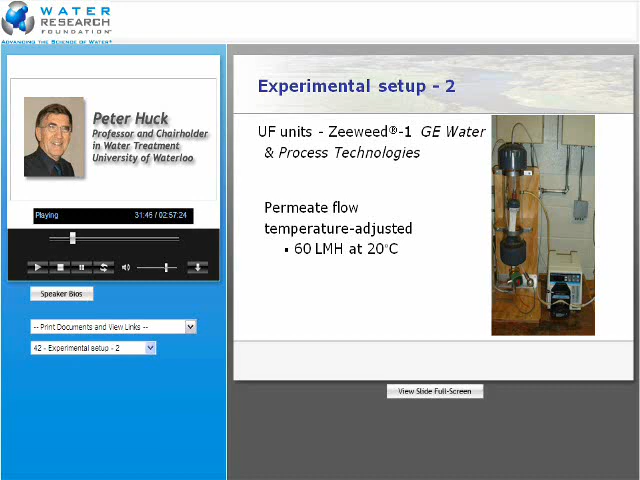 WATER
RESEARCH
FOUNDATION
ADVANCING THE SCIENCE OF WATER®
Peter Huck
Professor and Chairholder
in Water Treatment
University of Waterloo
Playing 31:45 / 02:57:24
Speaker Bios
-- Print Documents and View Links --
42 - Experimental setup - 2
Experimental setup - 2
UF units - Zeeweed®-1 GE Water
& Process Technologies
Permeate flow
temperature-adjusted
▪ 60 LMH at 20°C
View Slide Full-Screen